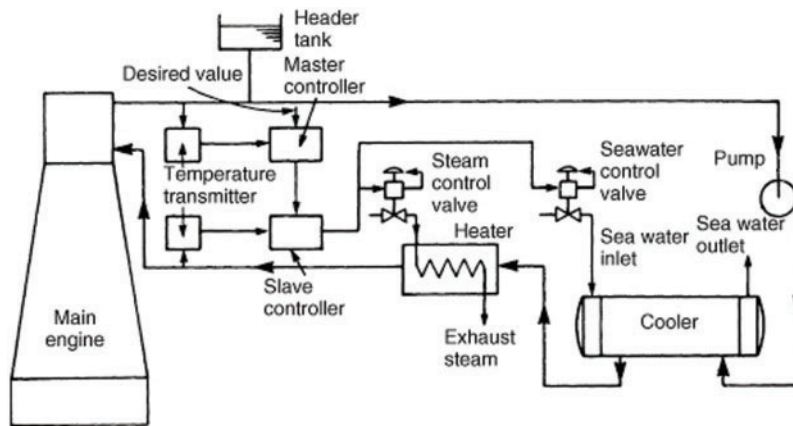 Header
tank
Desired value
Master
controller
Temperature
transmitter
Steam
control
valve
Seawater
control
valve
Pump
Sea water
outlet
Heater
Sea water
inlet
Slave
controller
Main
engine
Exhaust
steam
Cooler